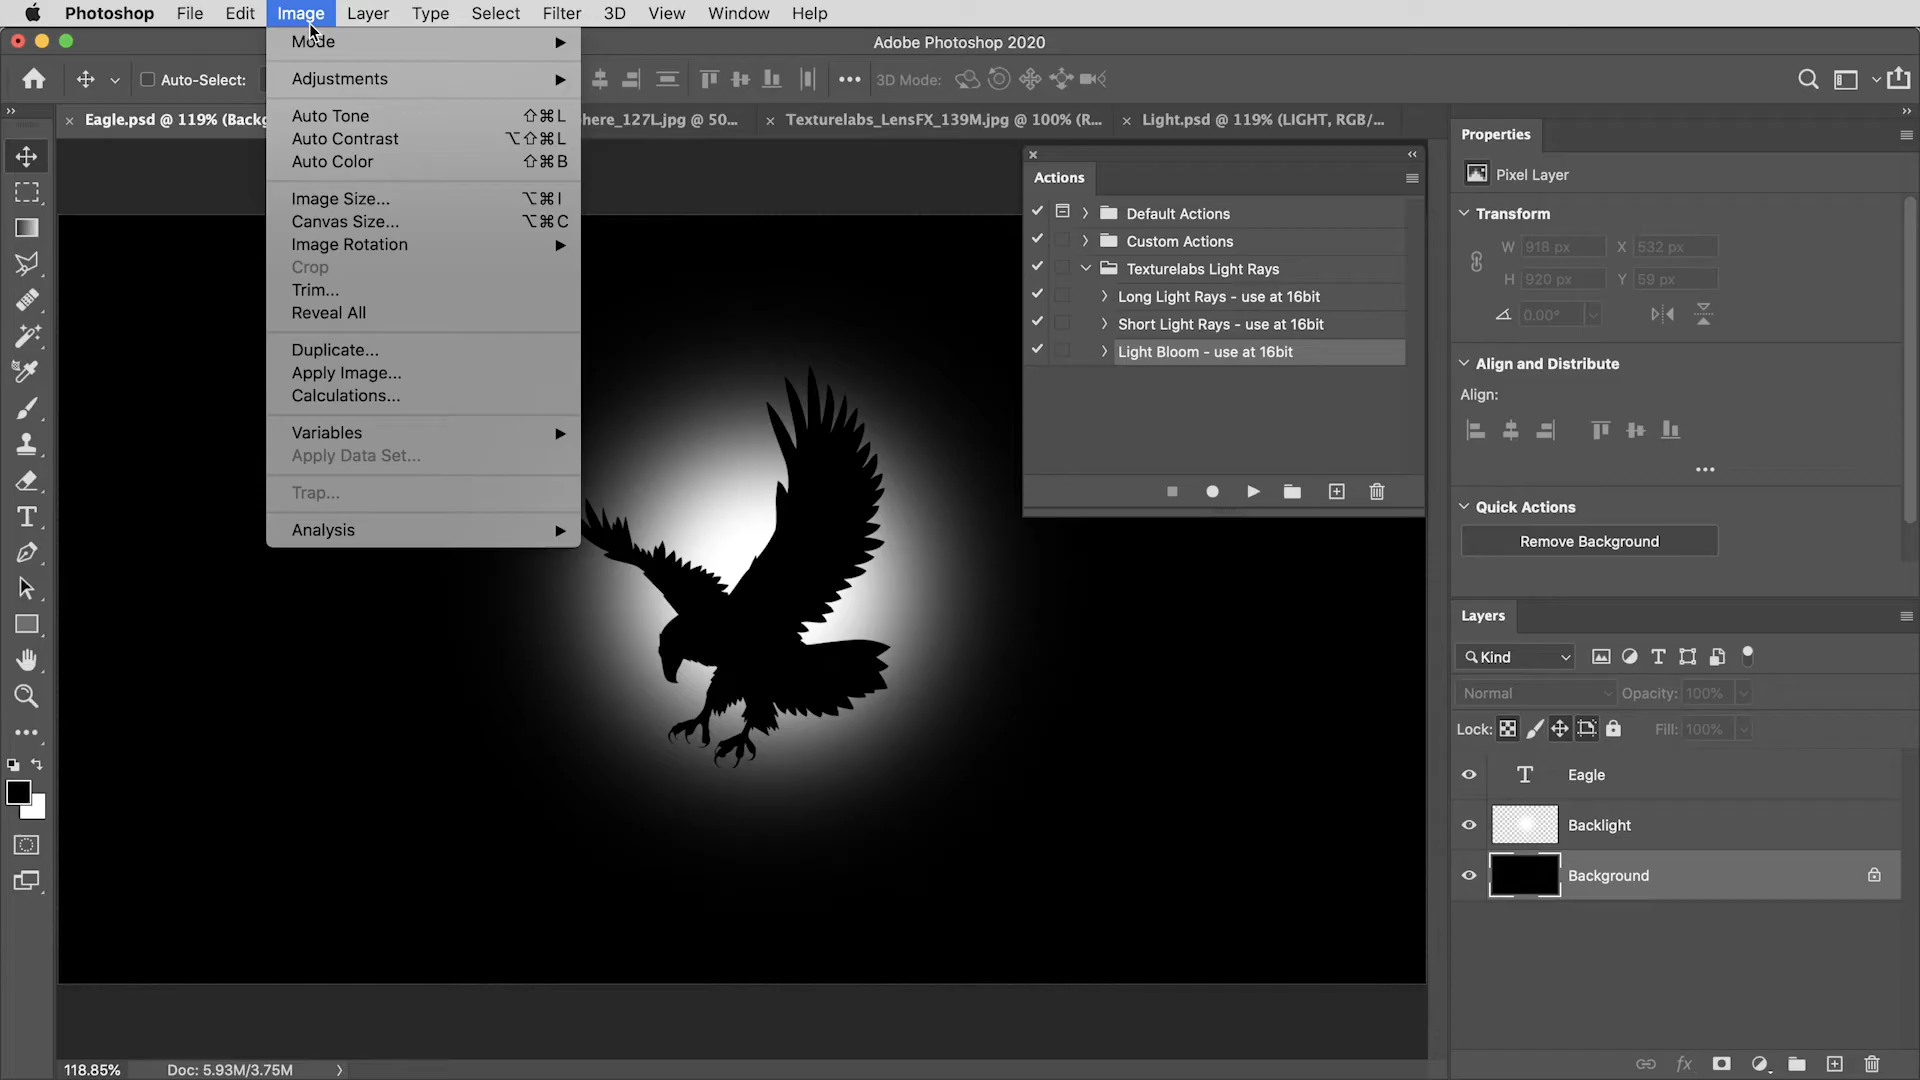 Photoshop File Edit Image Layer Type Select Filter 3D View Window Help
Adobe Photoshop 2020
Auto-Select:
3D Mode:
Eagle.psd @ 119% (Backg
here_127L.jpg @ 50...
Texturelabs_LensFX_139M.jpg @ 100% (R...
Light.psd @ 119% (LIGHT, RGB/...
Mode
Adjustments
Auto Tone ⇧⌘L
Auto Contrast ⌥⇧⌘L
Auto Color ⇧⌘B
Image Size... ⌥⌘I
Canvas Size... ⌥⌘C
Image Rotation
Crop
Trim...
Reveal All
Duplicate...
Apply Image...
Calculations...
Variables
Apply Data Set...
Trap...
Analysis
Actions
Default Actions
Custom Actions
Texturelabs Light Rays
Long Light Rays - use at 16bit
Short Light Rays - use at 16bit
Light Bloom - use at 16bit
Properties
Pixel Layer
Transform
W 918 px X 532 px
H 920 px Y 59 px
0.00°
Align and Distribute
Align:
Quick Actions
Remove Background
Layers
Kind
Normal Opacity: 100%
Lock: Fill: 100%
Eagle
Backlight
Background
118.85% Doc: 5.93M/3.75M